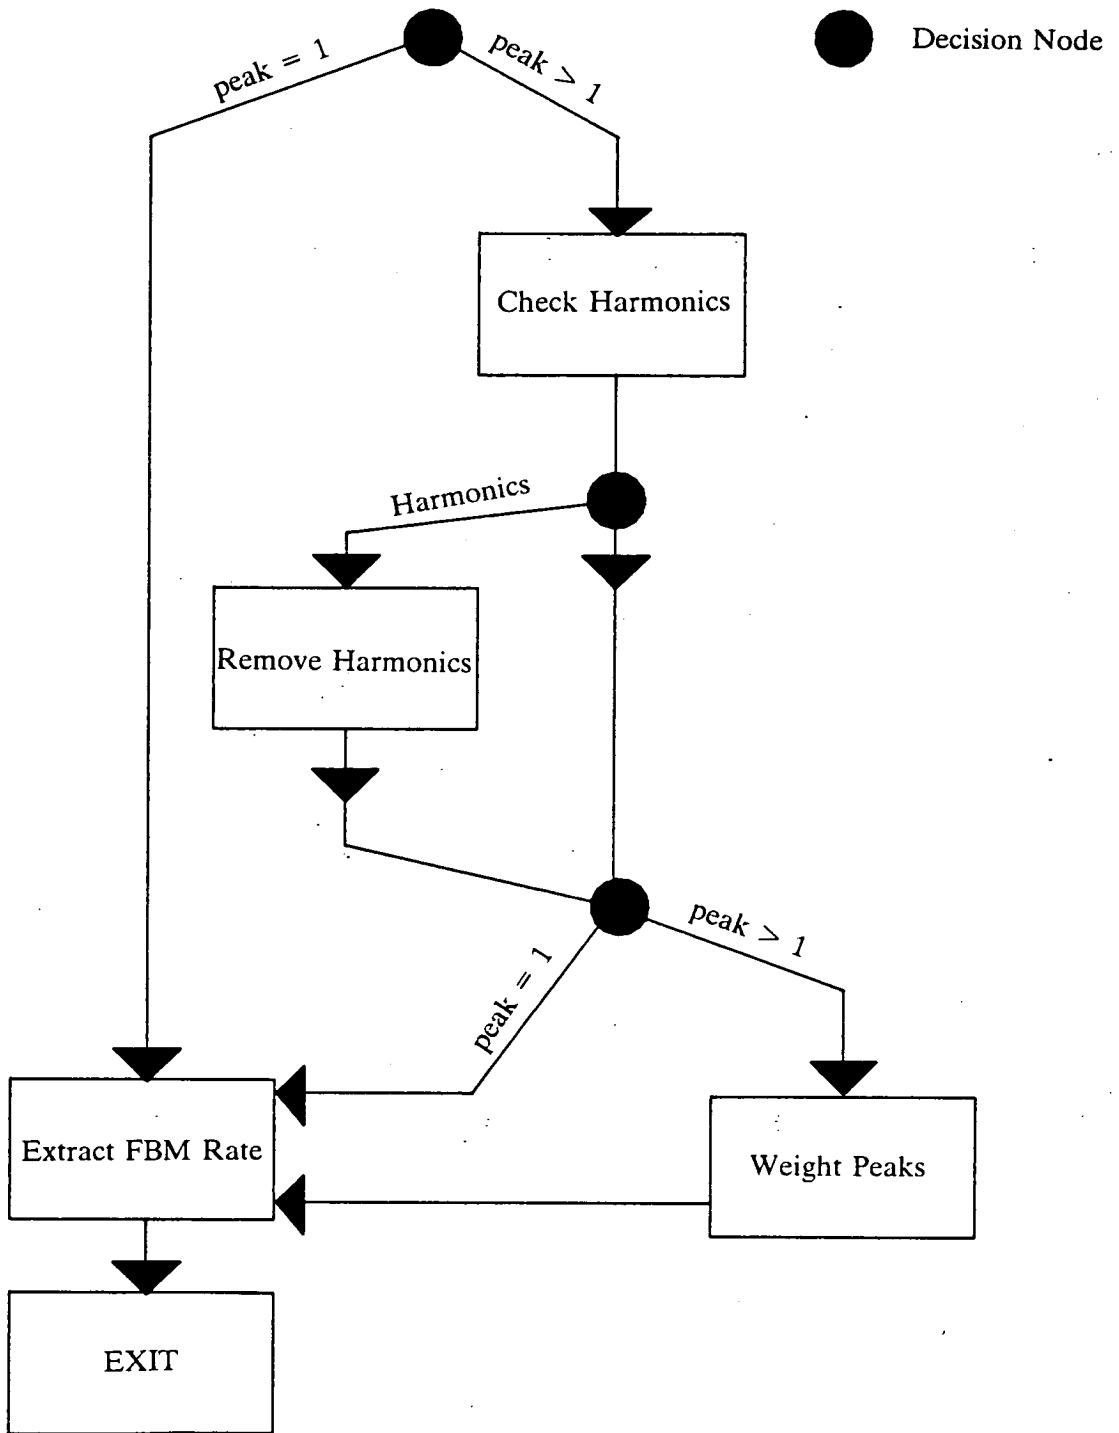 Decision Node
peak = 1
peak > 1
Check Harmonics
Harmonics
Remove Harmonics
peak > 1
peak = 1
Extract FBM Rate
Weight Peaks
EXIT